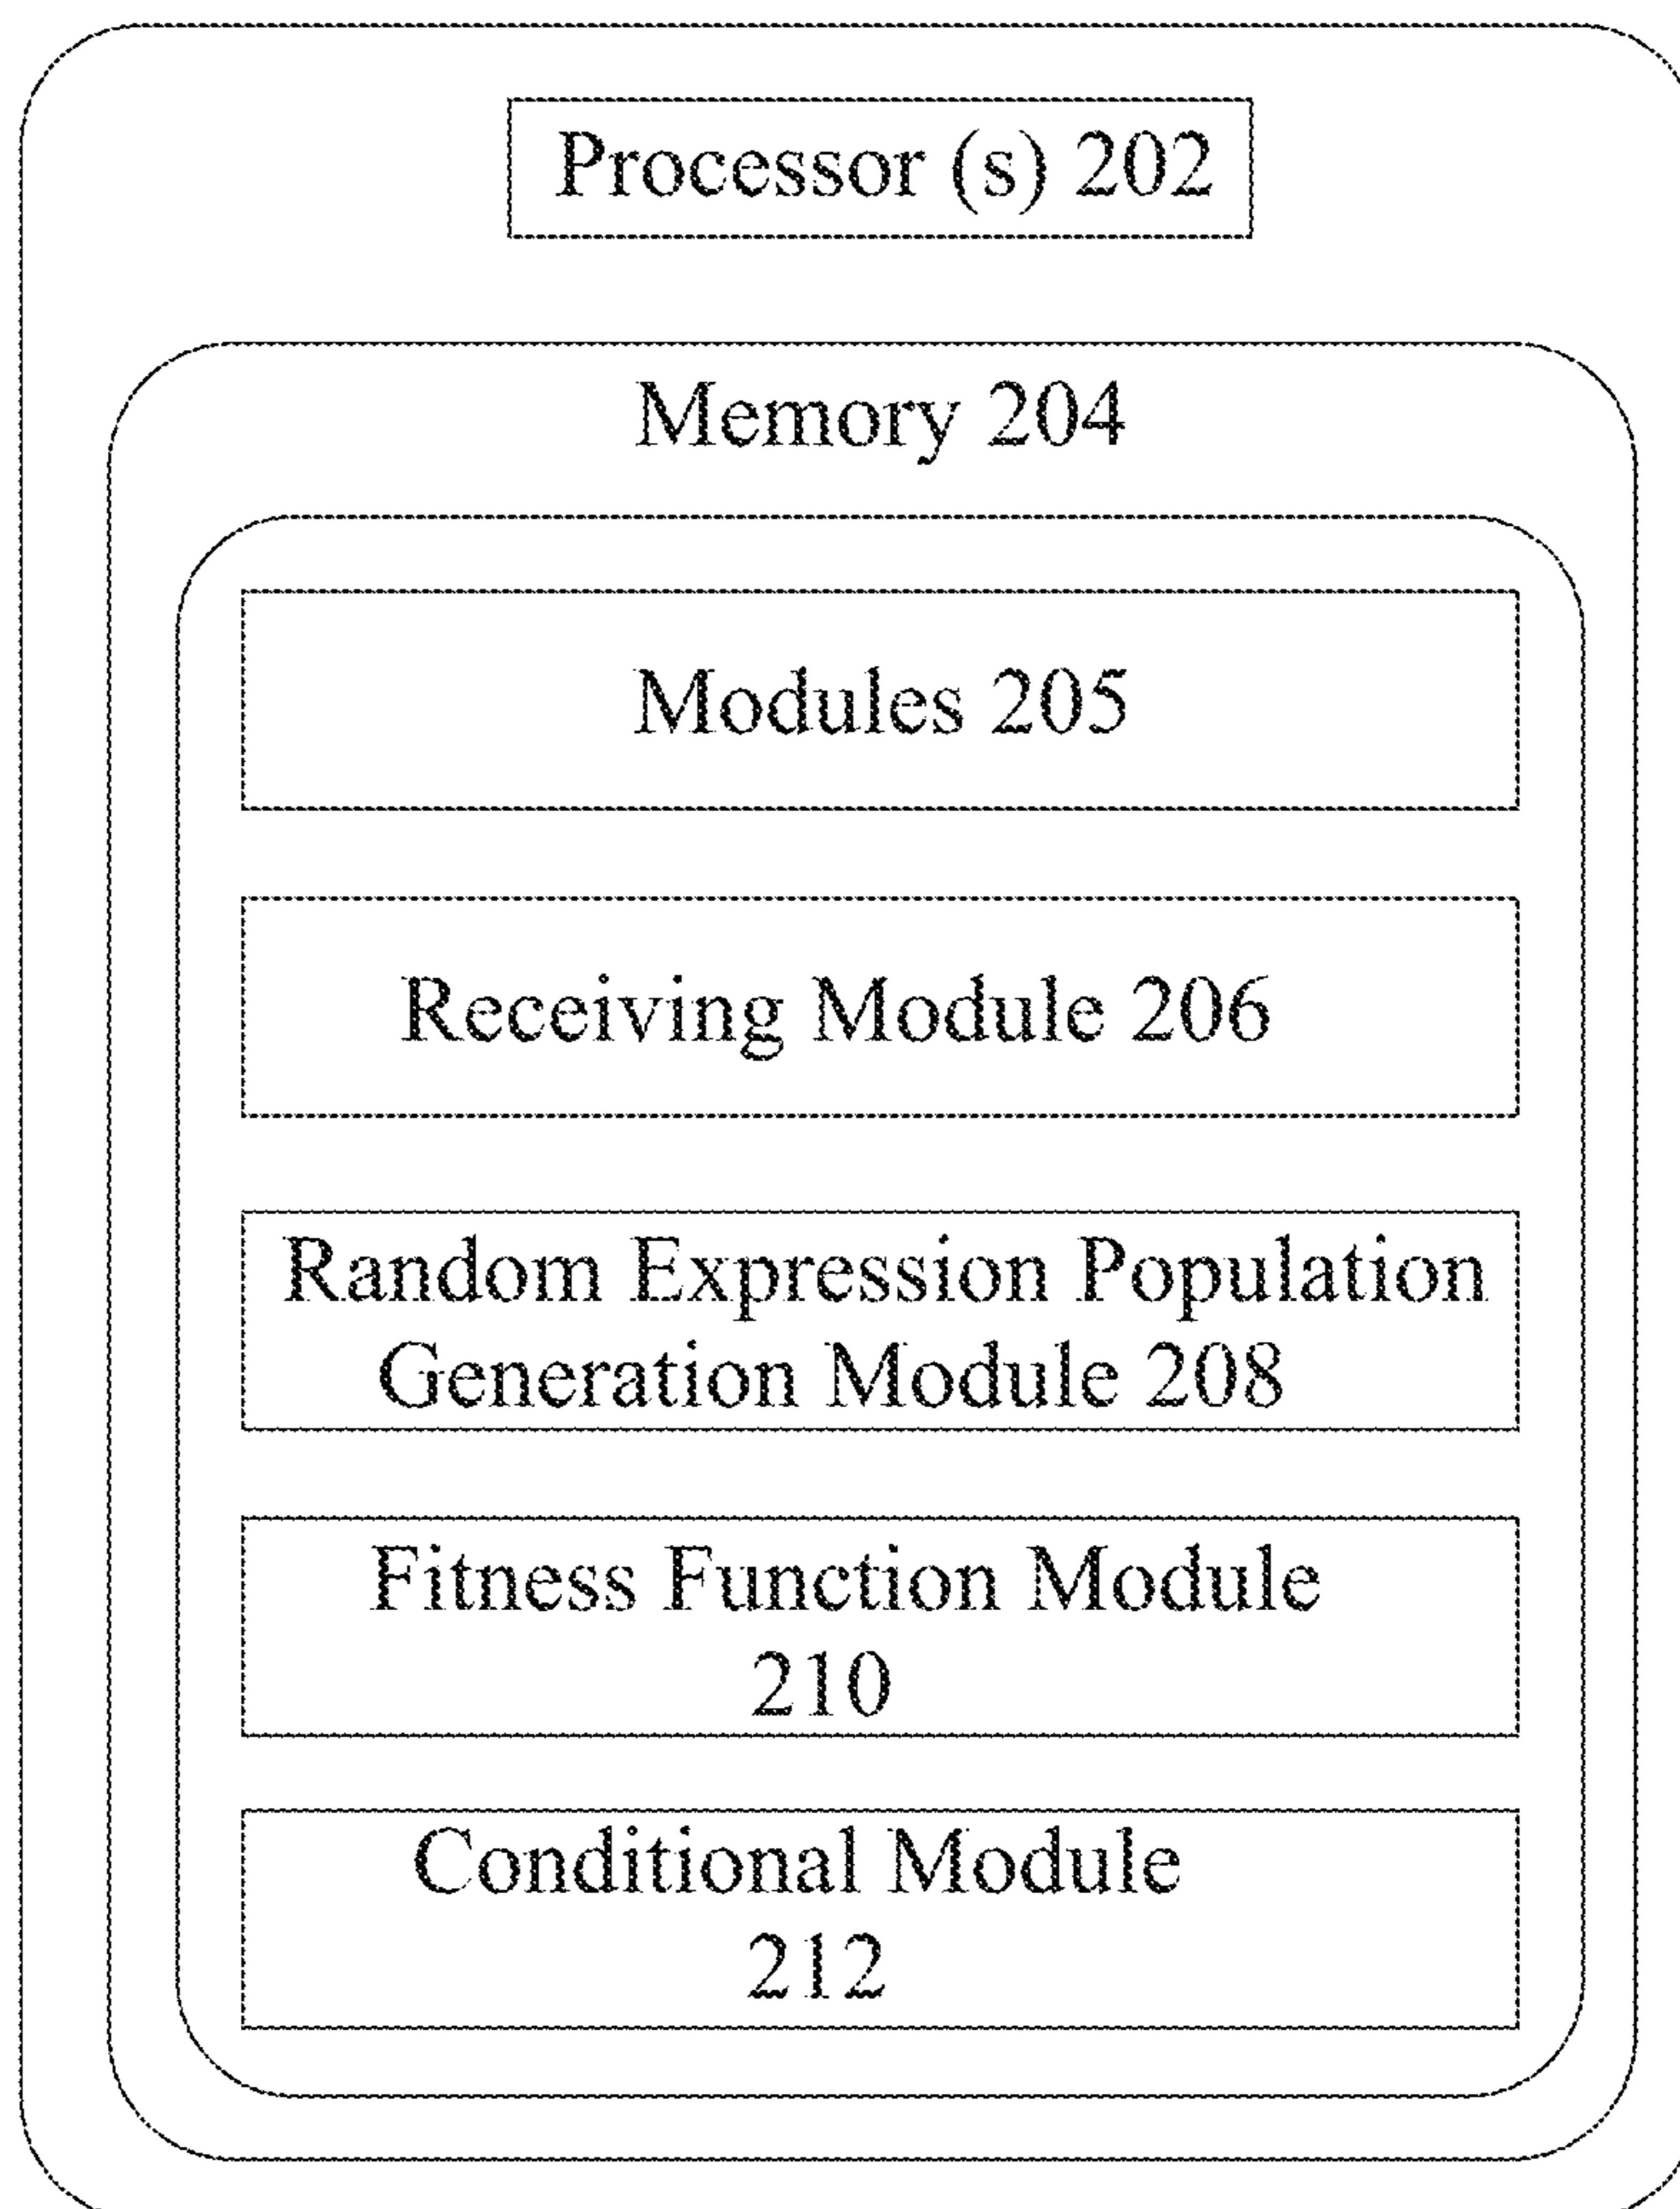 Processor (s) 202
Memory 204
Modules 205
Receiving Module 206
Random Expression Population
Generation Module 208
Fitness Function Module
210
Conditional Module
212